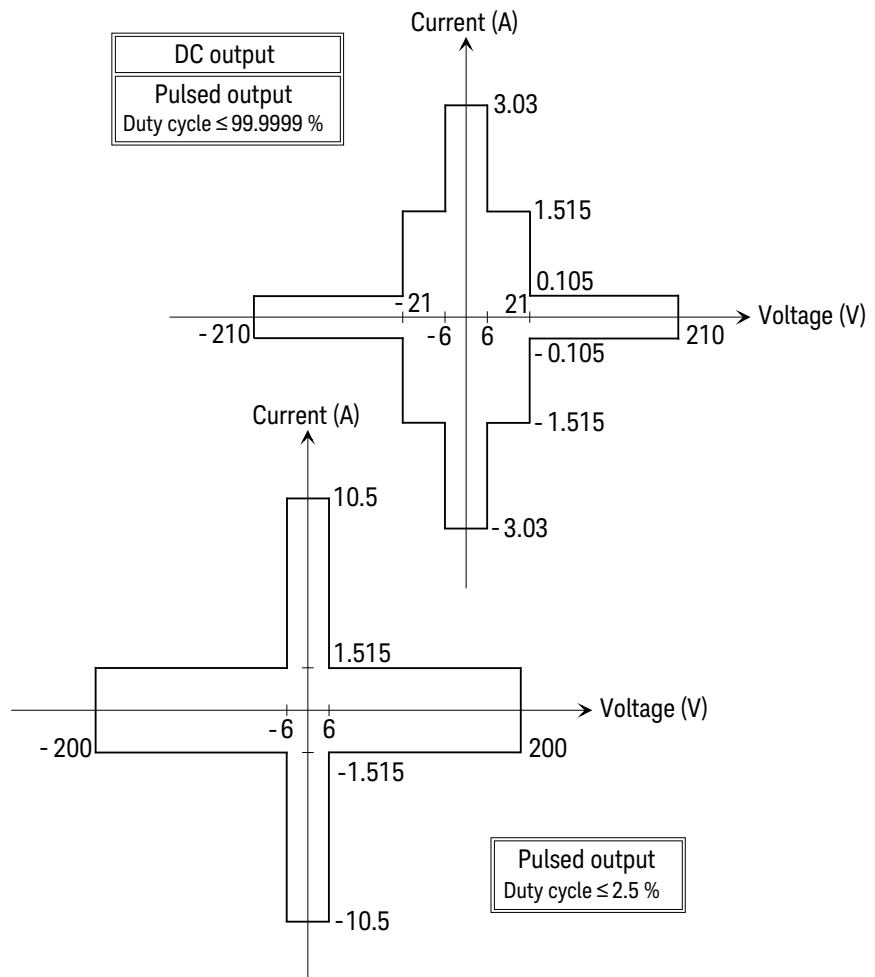 Current (A)
DC output
Pulsed output
Duty cycle ≤ 99.9999 %
3.03
1.515
0.105
- 21
21
- 210
- 6
6
210
Voltage (V)
- 0.105
- 1.515
- 3.03
Current (A)
10.5
1.515
Voltage (V)
- 6
6
- 200
200
-1.515
-10.5
Pulsed output
Duty cycle ≤ 2.5 %